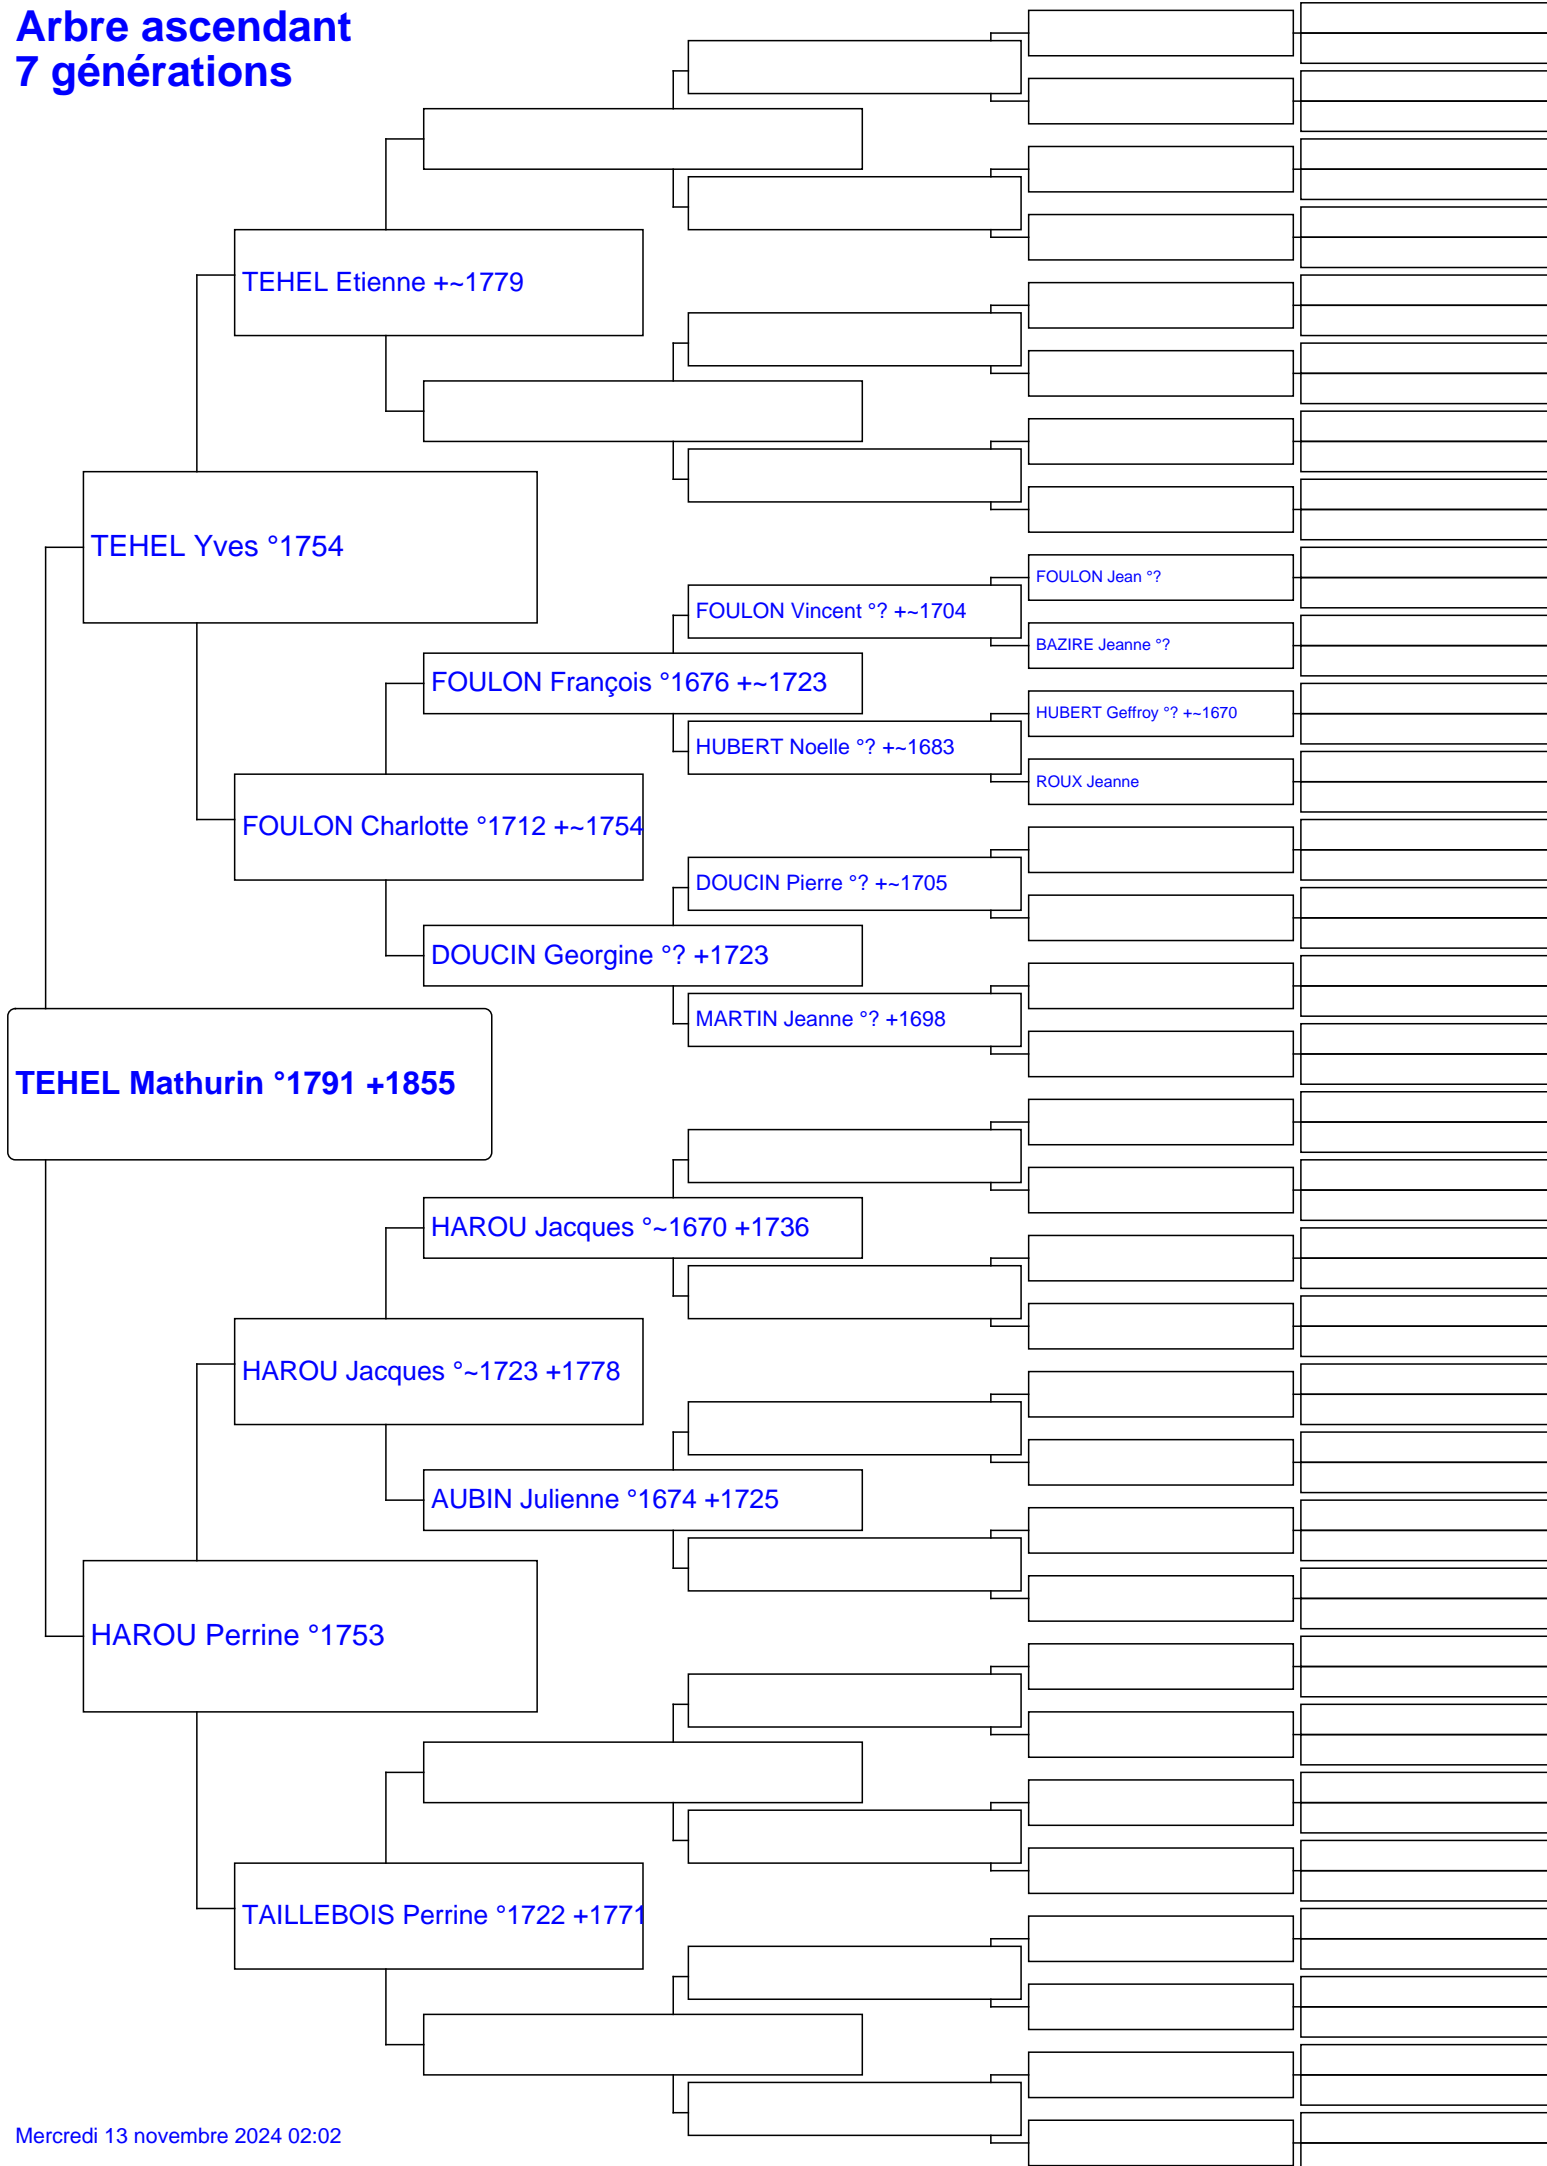 Arbre ascendant
7 générations
TEHEL Etienne +~1779
TEHEL Yves °1754
FOULON Jean °?
FOULON Vincent °? +~1704
BAZIRE Jeanne °?
FOULON François °1676 +~1723
HUBERT Geffroy °? +~1670
HUBERT Noelle °? +~1683
ROUX Jeanne
FOULON Charlotte °1712 +~1754
DOUCIN Pierre °? +~1705
DOUCIN Georgine °? +1723
MARTIN Jeanne °? +1698
TEHEL Mathurin °1791 +1855
HAROU Jacques °~1670 +1736
HAROU Jacques °~1723 +1778
AUBIN Julienne °1674 +1725
HAROU Perrine °1753
TAILLEBOIS Perrine °1722 +1771
Mercredi 13 novembre 2024 02:02